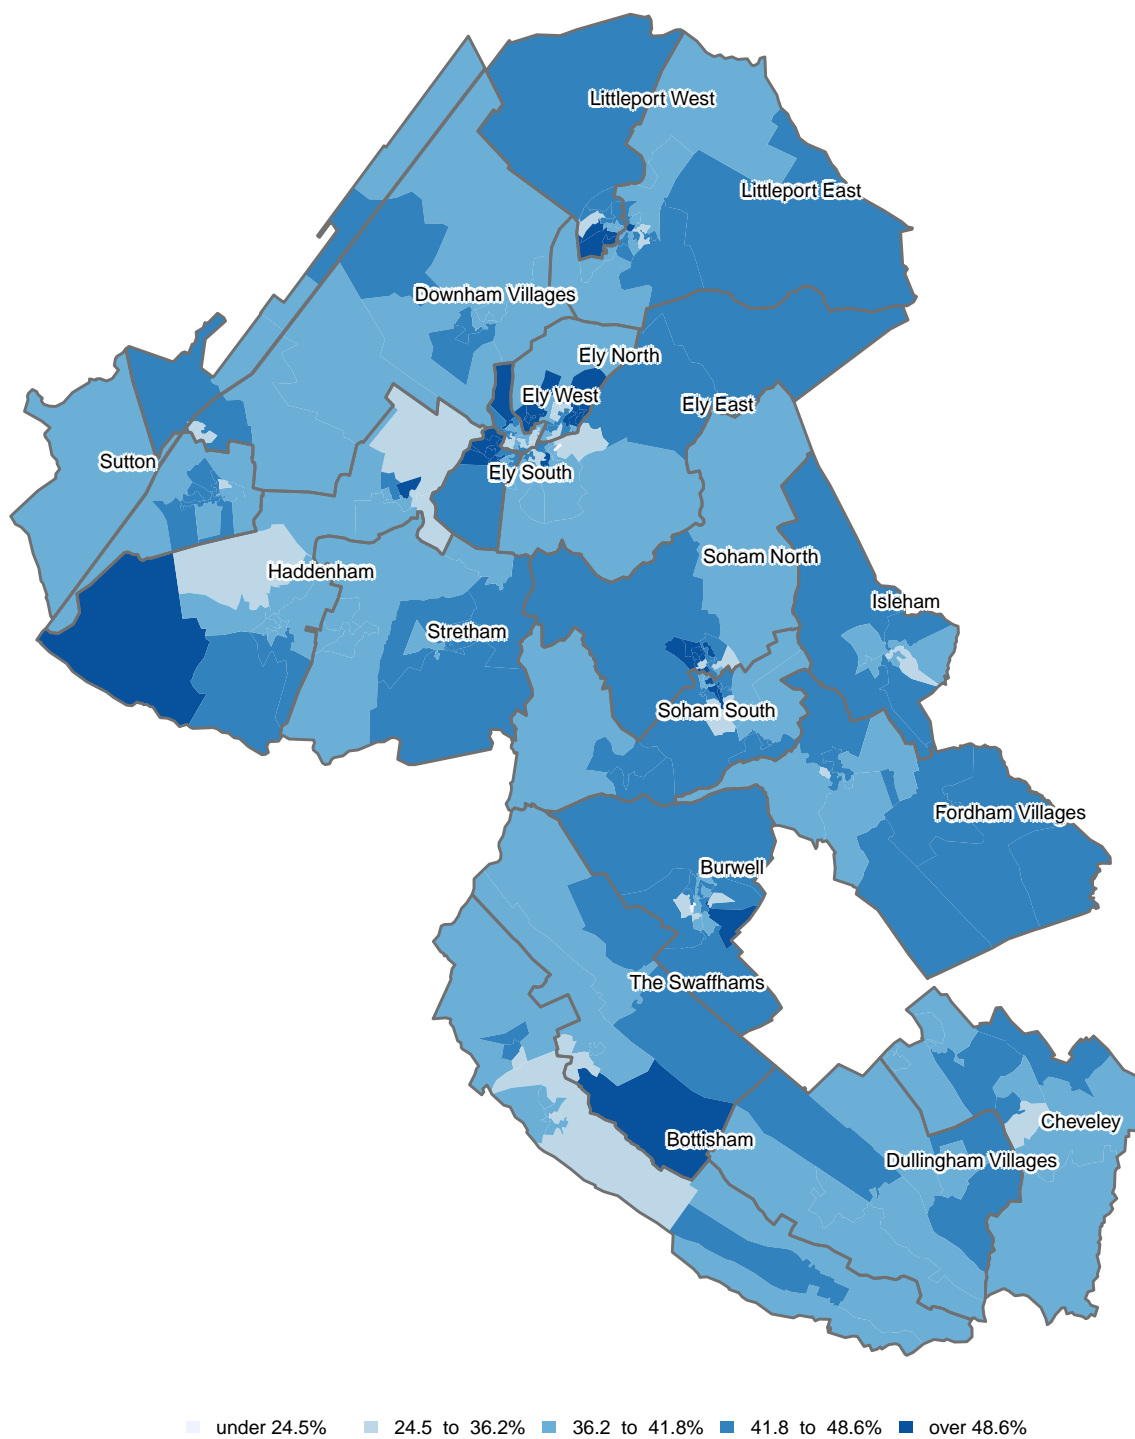 Littleport West
Littleport East
Downham Villages
Ely North
Ely West
Ely East
Sutton
Ely South
Soham North
Haddenham
Isleham
Stretham
Soham South
Fordham Villages
Burwell
The Swaffhams
Cheveley
Bottisham
Dullingham Villages
under 24.5% 24.5 to 36.2% 36.2 to 41.8% 41.8 to 48.6% over 48.6%